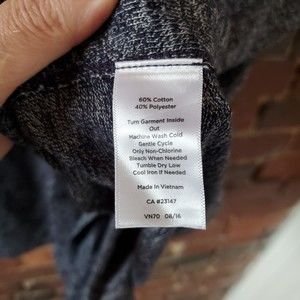 60% Cotton
40% Polyester
Turn Garment Inside
Out
Machine Wash Cold
Gentle Cycle
Only Non-Chlorine
Bleach When Needed
Tumble Dry Low
Cool Iron If Needed
Made In Vietnam
CA #23147
VN70 08/16